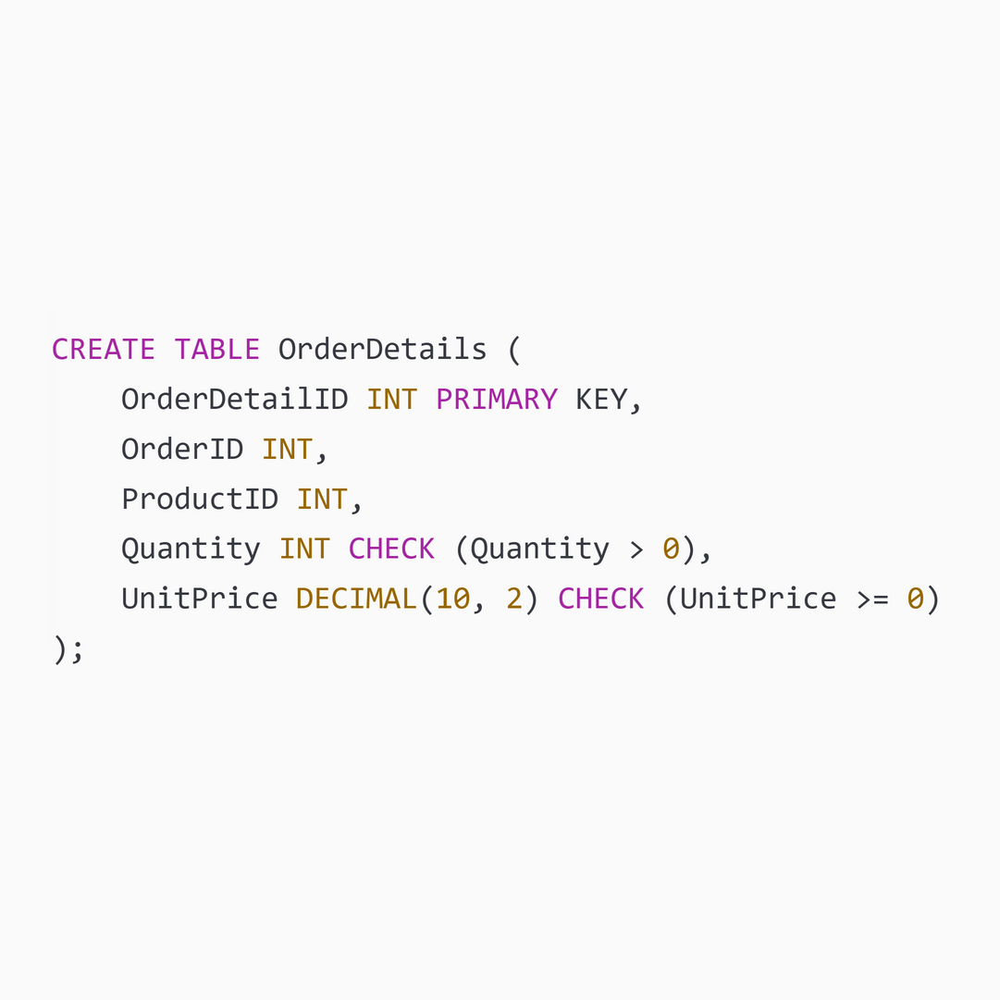 CREATE TABLE OrderDetails (
    OrderDetailID INT PRIMARY KEY,
    OrderID INT,
    ProductID INT,
    Quantity INT CHECK (Quantity > 0),
    UnitPrice DECIMAL(10, 2) CHECK (UnitPrice >= 0)
);